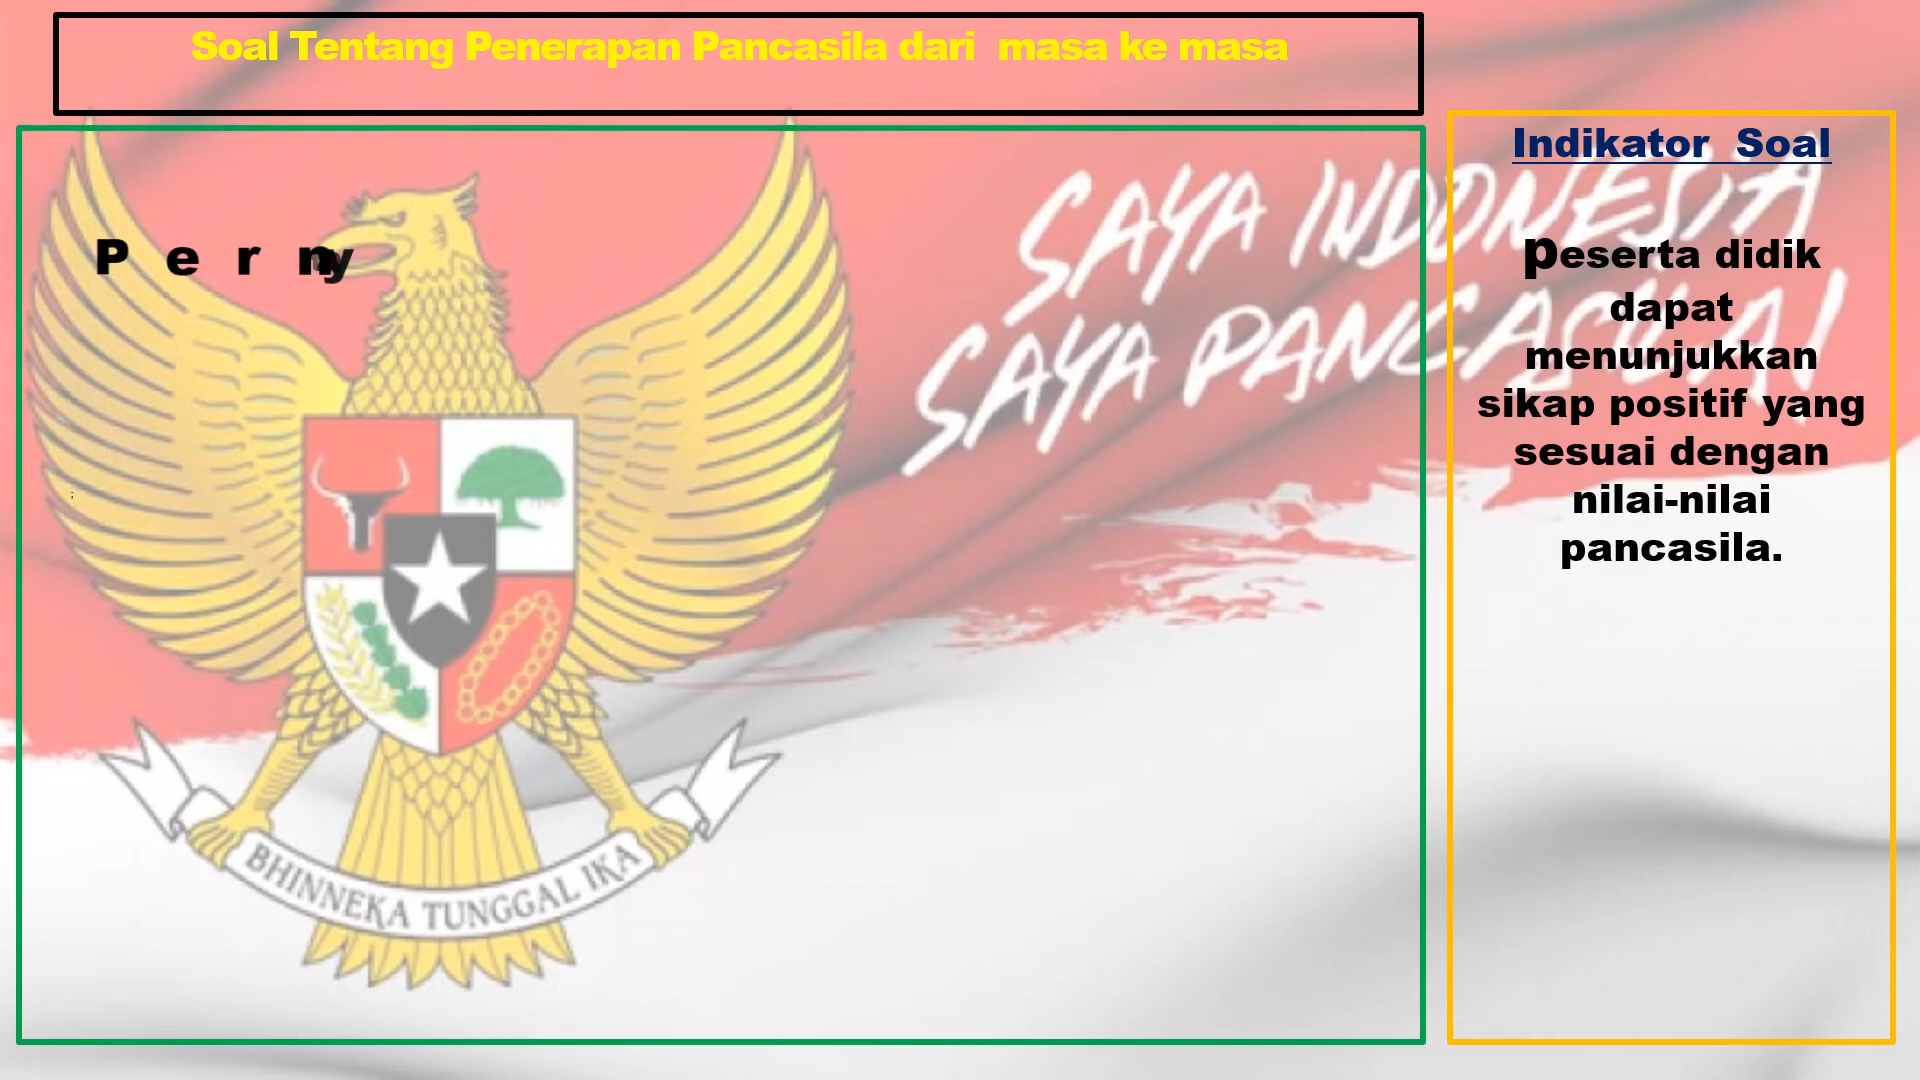 Soal Tentang Penerapan Pancasila dari masa ke masa
Indikator Soal
SAYA INDONESIA
SAYA PANCASILA!
P e r n y
peserta didik
dapat
menunjukkan
sikap positif yang
sesuai dengan
nilai-nilai
pancasila.
;
BHINNEKA TUNGGAL IKA